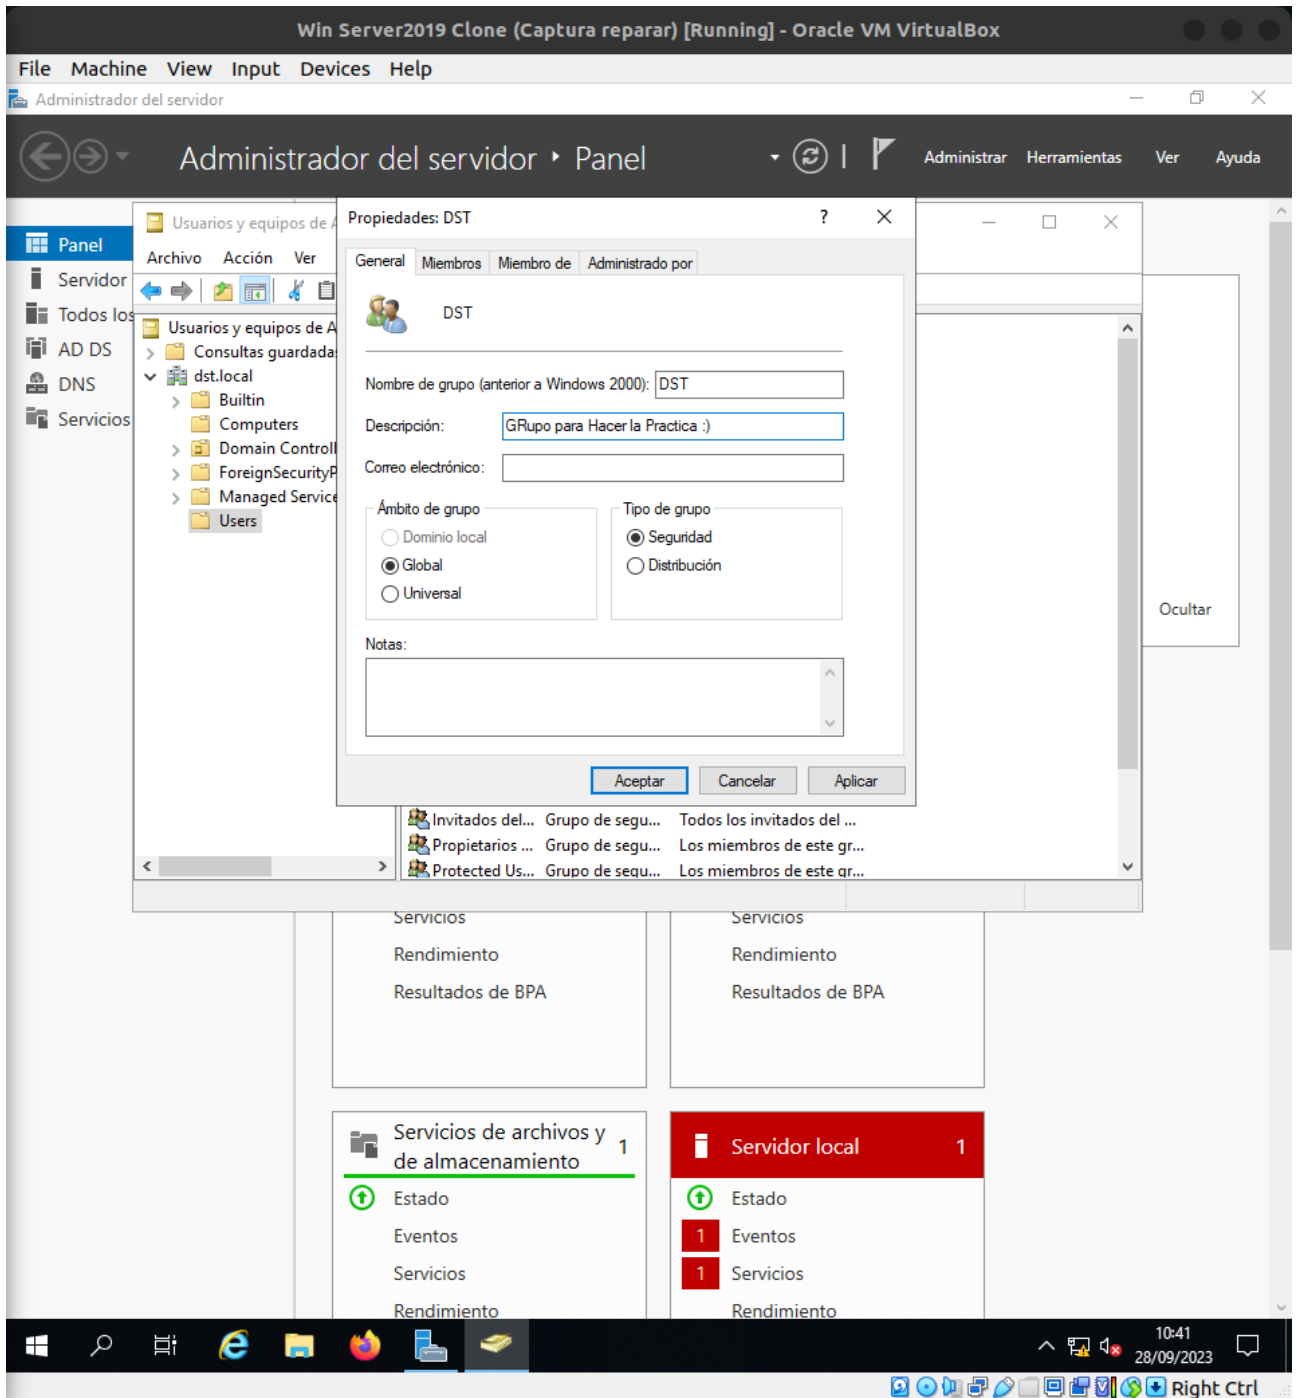 Win Server2019 Clone (Captura reparar) [Running] - Oracle VM VirtualBox
File Machine View Input Devices Help
Administrador del servidor
Administrador del servidor Panel
Administrar Herramientas Ver Ayuda
Panel
Servidor
Todos los
AD DS
DNS
Servicios
Usuarios y equipos de A
Archivo Acción Ver
Usuarios y equipos de A
Consultas guardadas
dst.local
Builtin
Computers
Domain Controll
ForeignSecurityP
Managed Service
Users
Propiedades: DST
?
General Miembros Miembro de Administrado por
DST
Nombre de grupo (anterior a Windows 2000): DST
Descripción: GRupo para Hacer la Practica :)
Correo electrónico:
Ámbito de grupo
Dominio local
Global
Universal
Tipo de grupo
Seguridad
Distribución
Notas:
Aceptar Cancelar Aplicar
Ocultar
Invitados del... Grupo de segu... Todos los invitados del ...
Propietarios ... Grupo de segu... Los miembros de este gr...
Protected Us... Grupo de segu... Los miembros de este gr...
Servicios
Rendimiento
Resultados de BPA
Servicios
Rendimiento
Resultados de BPA
Servicios de archivos y
de almacenamiento
1
Estado
Eventos
Servicios
Rendimiento
Servidor local 1
Estado
1 Eventos
1 Servicios
Rendimiento
10:41
28/09/2023
Right Ctrl